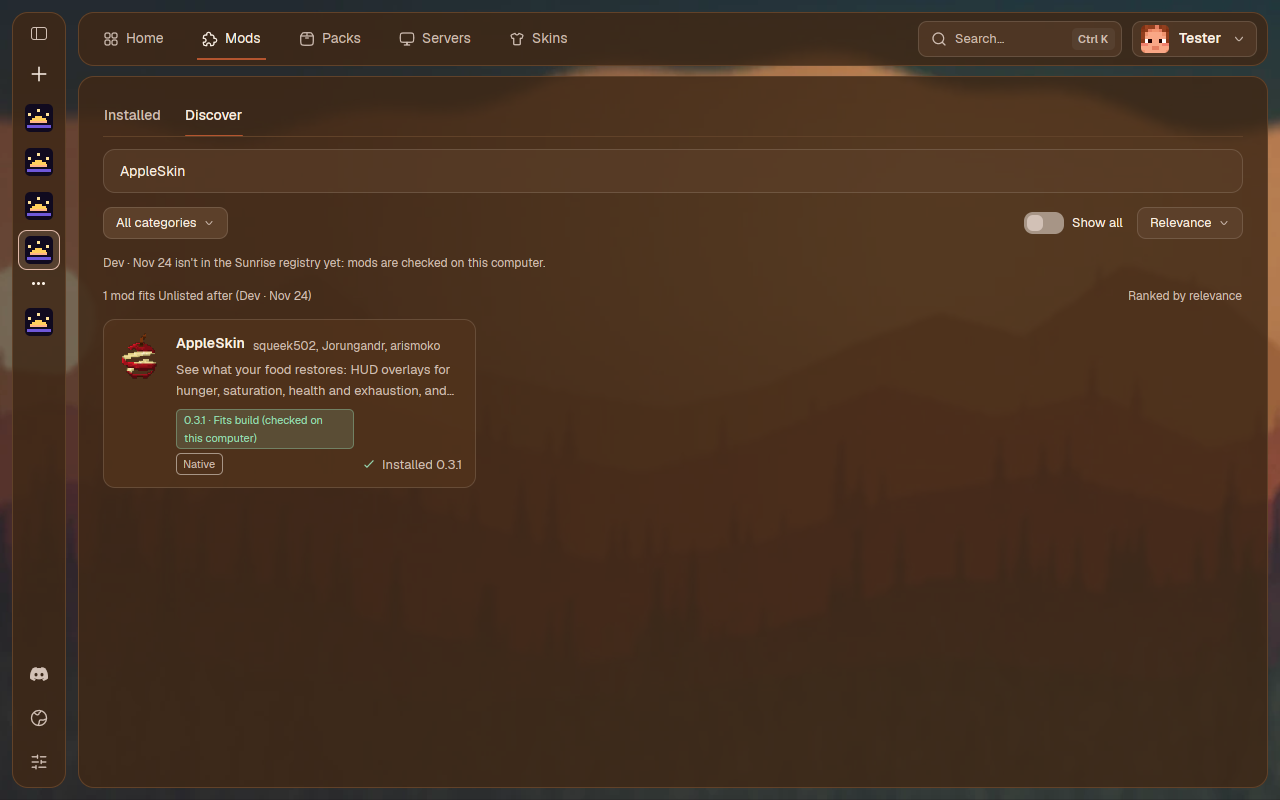 Home
Mods
Packs
Servers
Skins
Search...
Ctrl K
Tester
Installed
Discover
AppleSkin
All categories
Show all
Relevance
Dev · Nov 24 isn't in the Sunrise registry yet: mods are checked on this computer.
1 mod fits Unlisted after (Dev · Nov 24)
Ranked by relevance
AppleSkin squeek502, Jorungandr, arismoko
See what your food restores: HUD overlays for
hunger, saturation, health and exhaustion, and...
0.3.1 · Fits build (checked on
this computer)
Native
Installed 0.3.1